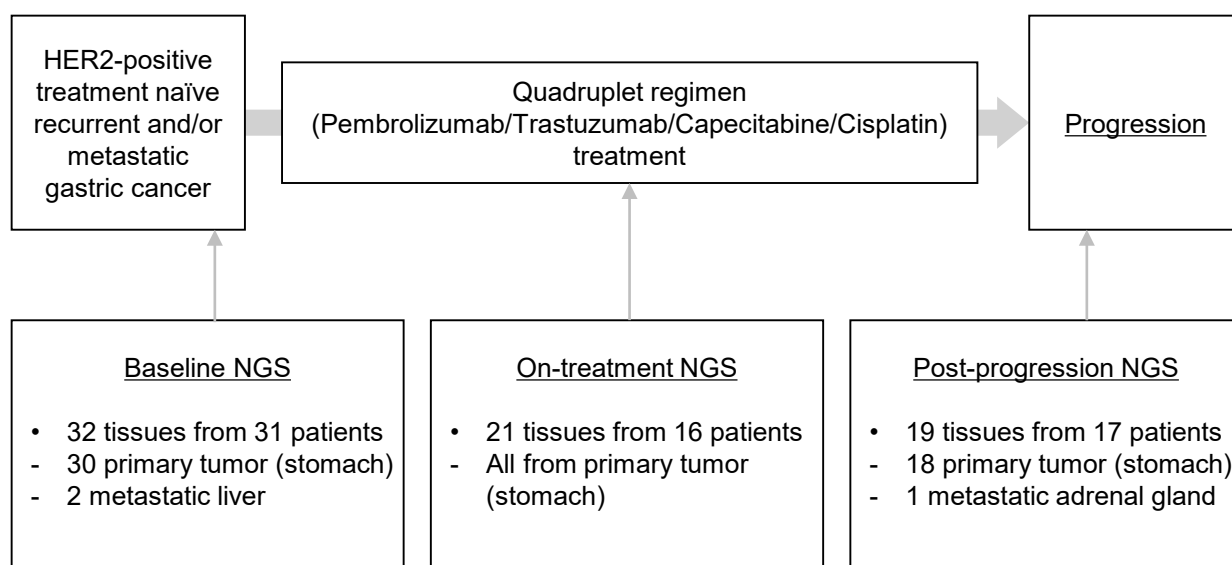 HER2-positive
treatment naïve
recurrent and/or
metastatic
gastric cancer
Quadruplet regimen
(Pembrolizumab/Trastuzumab/Capecitabine/Cisplatin)
treatment
Progression
Baseline NGS
• 32 tissues from 31 patients
- 30 primary tumor (stomach)
- 2 metastatic liver
On-treatment NGS
• 21 tissues from 16 patients
- All from primary tumor
(stomach)
Post-progression NGS
• 19 tissues from 17 patients
- 18 primary tumor (stomach)
- 1 metastatic adrenal gland